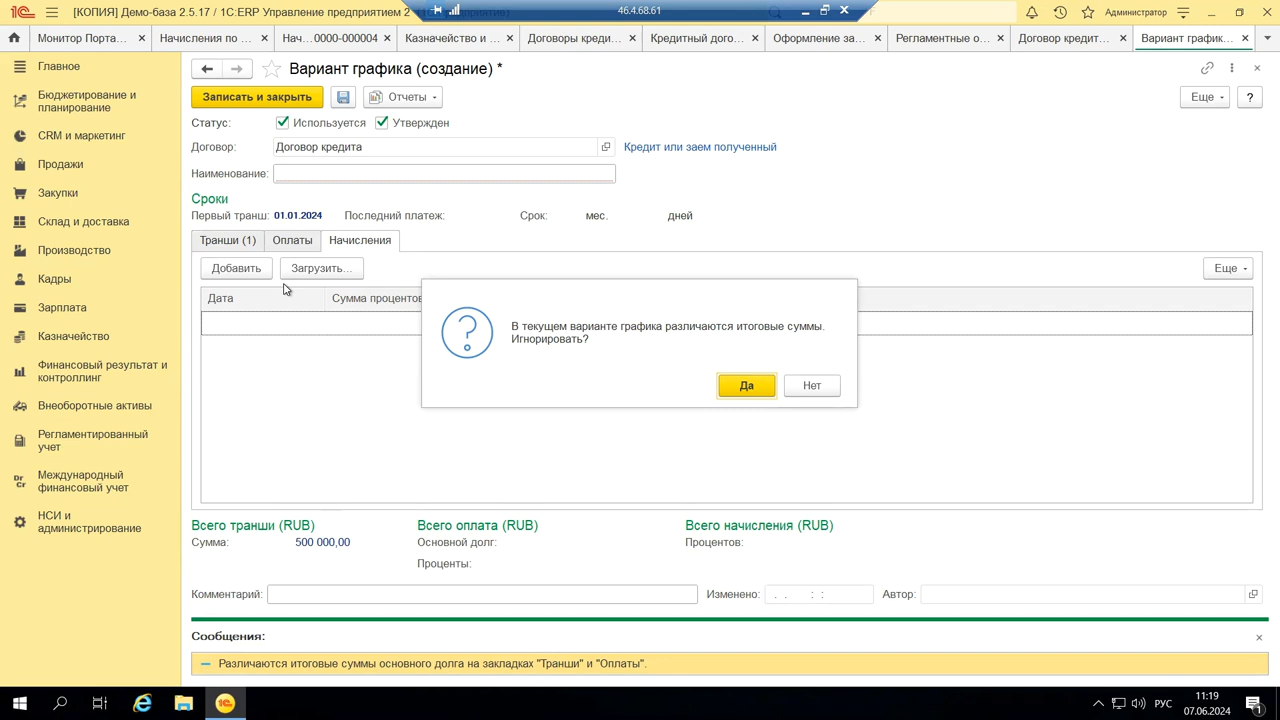 [КОПИЯ] Демо-база 2.5.17 / 1С:ERP Управление предприятием 2
46.4.68.61
Администратор
Монитор Порта...
Начисления по ...
Нач...0000-000004
Казначейство и ...
Договоры креди...
Кредитный дого...
Оформление за...
Регламентные о...
Договор кредит...
Вариант график...
Главное
Бюджетирование и
планирование
CRM и маркетинг
Продажи
Закупки
Склад и доставка
Производство
Кадры
Зарплата
Казначейство
Финансовый результат и
контроллинг
Внеоборотные активы
Регламентированный
учет
Международный
финансовый учет
НСИ и
администрирование
Вариант графика (создание) *
Записать и закрыть
Отчеты
Еще
?
Статус:
Используется
Утвержден
Договор:
Договор кредита
Кредит или заем полученный
Наименование:
Сроки
Первый транш: 01.01.2024 Последний платеж: Срок: мес. дней
Транши (1)
Оплаты
Начисления
Добавить
Загрузить...
Еще
Дата
Сумма процентов
В текущем варианте графика различаются итоговые суммы.
Игнорировать?
Да
Нет
Всего транши (RUB)
Сумма: 500 000,00
Всего оплата (RUB)
Основной долг:
Проценты:
Всего начисления (RUB)
Процентов:
Комментарий:
Изменено: . . : :
Автор:
Сообщения:
Различаются итоговые суммы основного долга на закладках "Транши" и "Оплаты".
РУС
11:19
07.06.2024
1